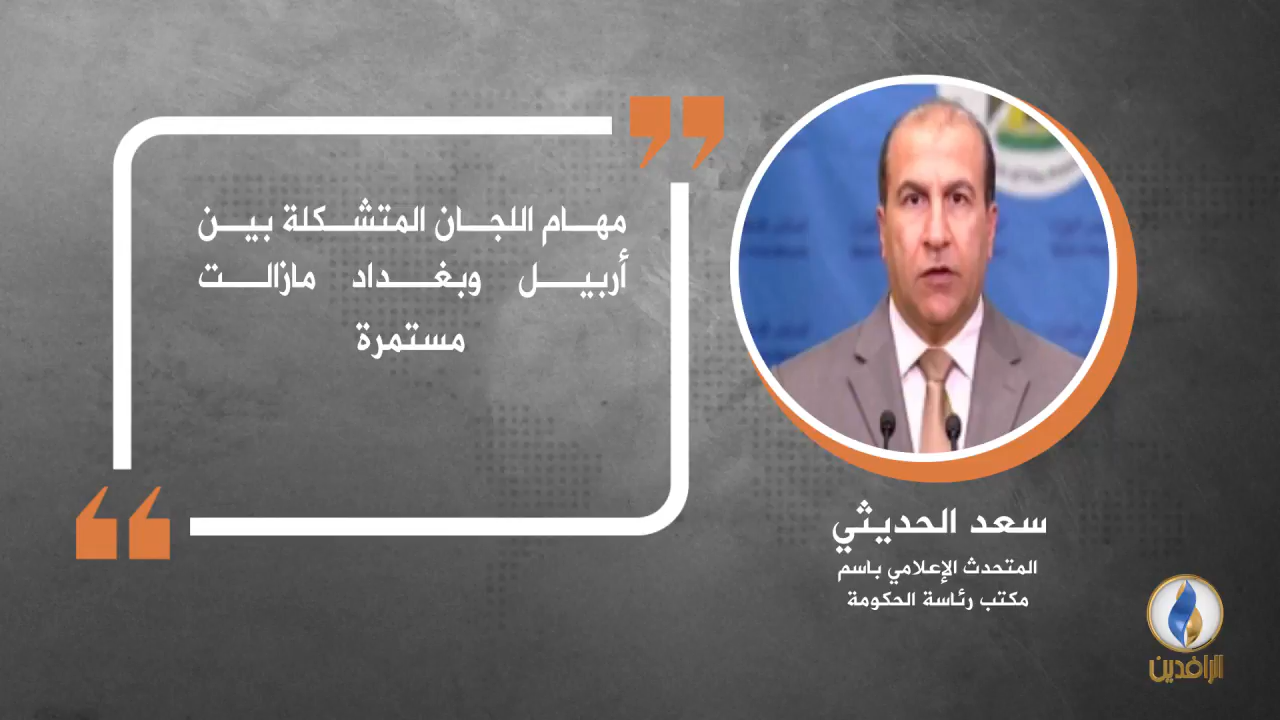 مهام اللجان المتشكلة بين
أربيل وبغداد مازالت
مستمرة
سعد الحديثي
المتحدث الإعلامي باسم
مكتب رئاسة الحكومة
الرافدين